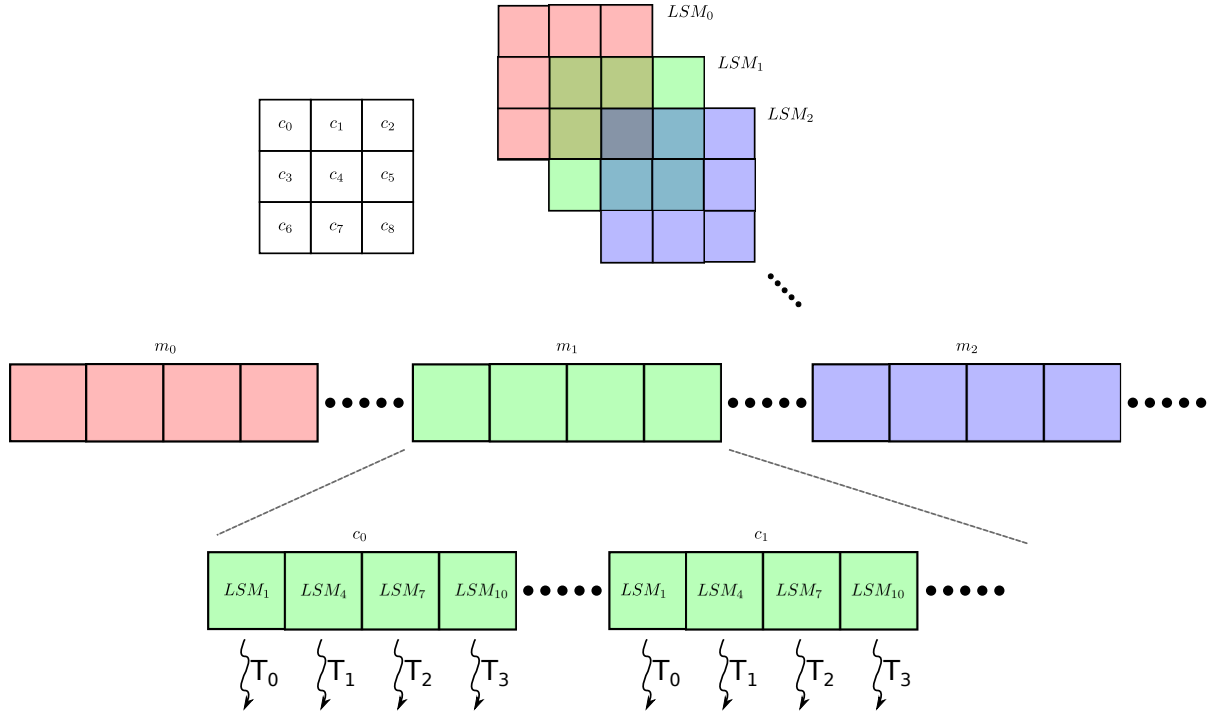 LSM₀
LSM₁
LSM₂
c₀ c₁ c₂
c₃ c₄ c₅
c₆ c₇ c₈
m₀ m₁ m₂
c₀ c₁
LSM₁ LSM₄ LSM₇ LSM₁₀ LSM₁ LSM₄ LSM₇ LSM₁₀
T₀ T₁ T₂ T₃ T₀ T₁ T₂ T₃